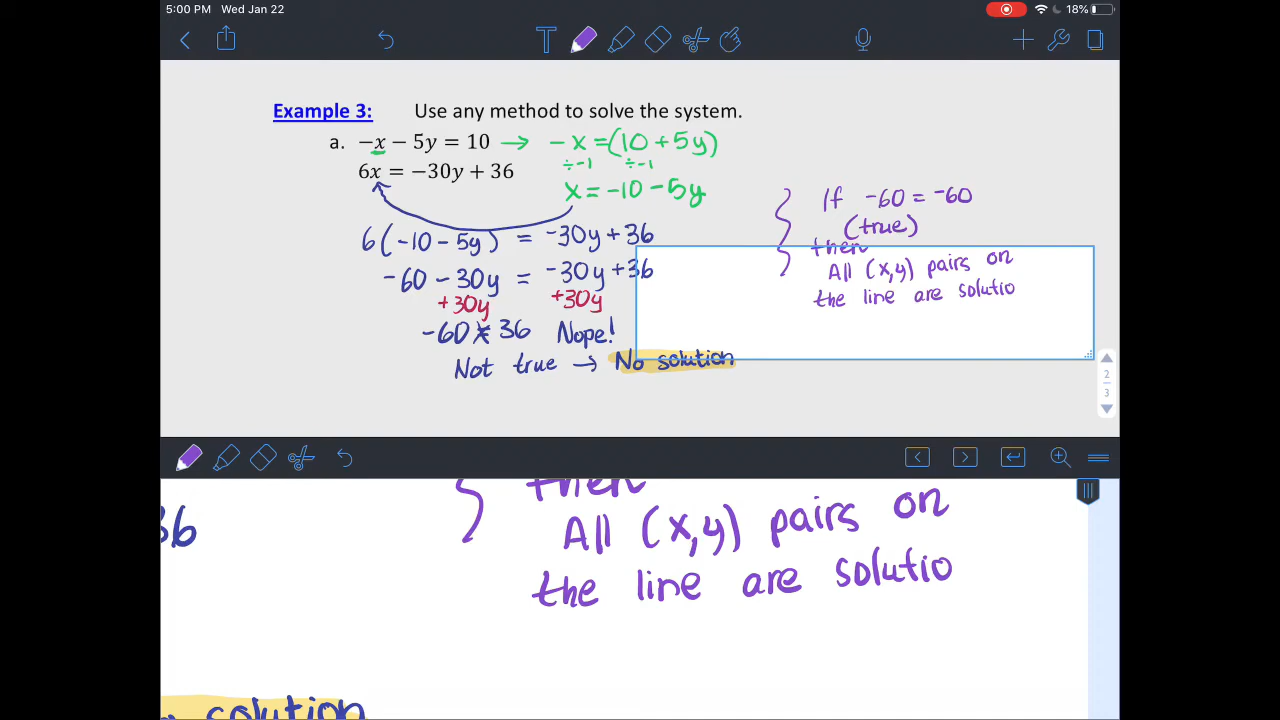 5:00 PM Wed Jan 22
18%
Example 3: Use any method to solve the system.
a. −x − 5y = 10 → -x = (10 + 5y)
÷-1 ÷-1
6x = −30y + 36
x = -10 - 5y
6(-10 - 5y) = -30y + 36
-60 - 30y = -30y + 36
+30y +30y
-60 ≠ 36 Nope!
Not true → No solution
If -60 = -60
(true)
then
All (x,y) pairs on
the line are solutio
2
3
then
36
All (x,y) pairs on
the line are solutio
solution